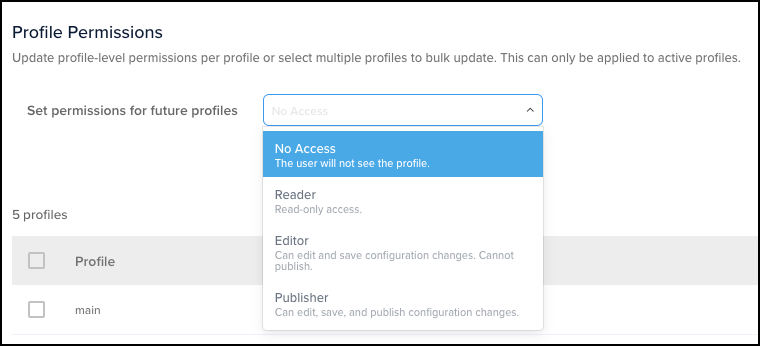 Profile Permissions
Update profile-level permissions per profile or select multiple profiles to bulk update. This can only be applied to active profiles.
Set permissions for future profiles
No Access
No Access
The user will not see the profile.
Reader
Read-only access.
Editor
Can edit and save configuration changes. Cannot
publish.
Publisher
Can edit, save, and publish configuration changes.
5 profiles
Profile
main